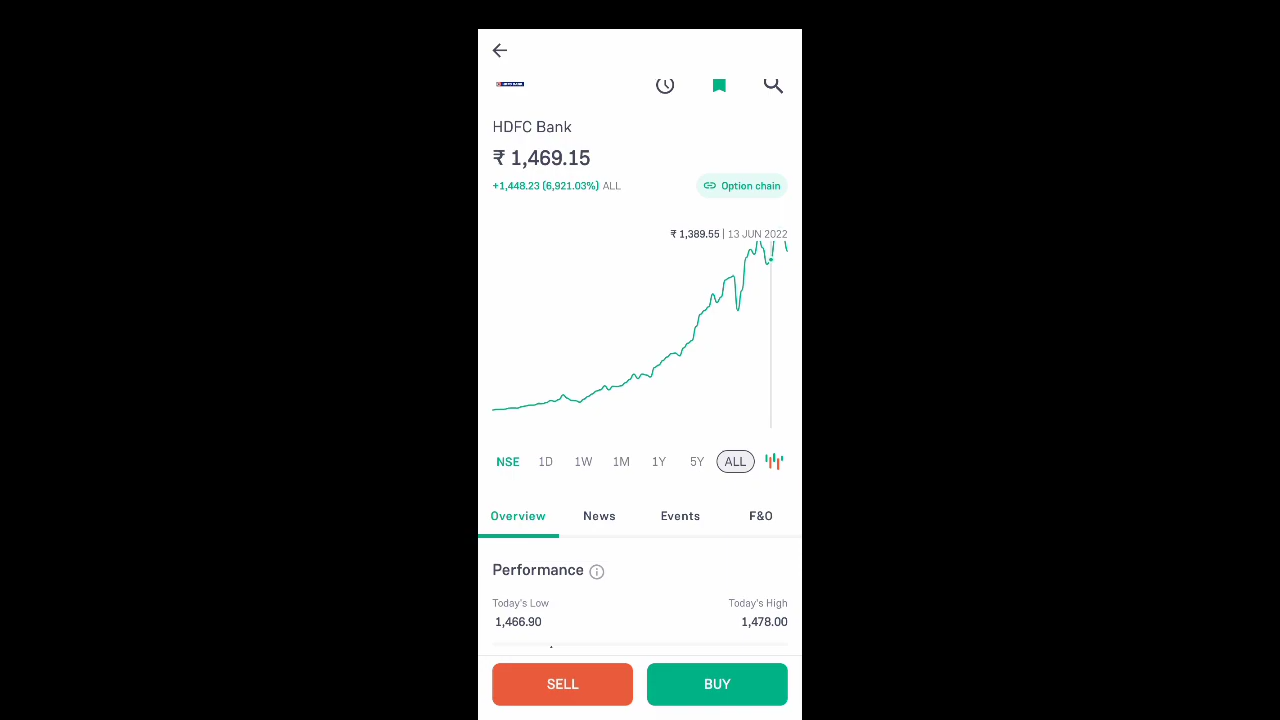 HDFC Bank
₹ 1,469.15
+1,448.23 (6,921.03%) ALL
Option chain
₹ 1,389.55 | 13 JUN 2022
NSE 1D 1W 1M 1Y 5Y ALL
Overview News Events F&O
Performance
Today's Low Today's High
1,466.90 1,478.00
SELL BUY